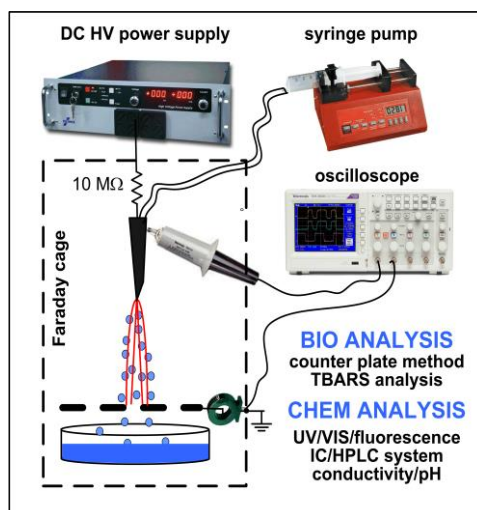 DC HV power supply
syringe pump
10 MΩ
oscilloscope
Faraday cage
BIO ANALYSIS
counter plate method
TBARS analysis
CHEM ANALYSIS
UV/VIS/fluorescence
IC/HPLC system
conductivity/pH